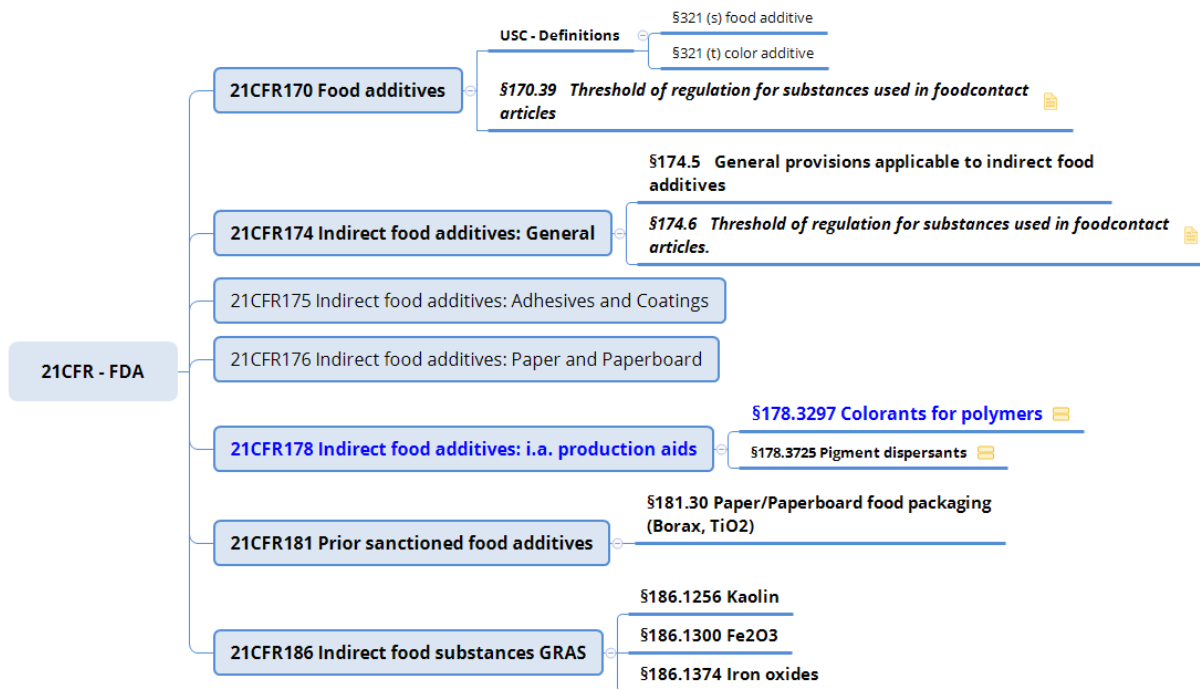 21CFR - FDA
21CFR170 Food additives
USC - Definitions
§321 (s) food additive
§321 (t) color additive
§170.39 Threshold of regulation for substances used in foodcontact
articles
21CFR174 Indirect food additives: General
§174.5 General provisions applicable to indirect food
additives
§174.6 Threshold of regulation for substances used in foodcontact
articles.
21CFR175 Indirect food additives: Adhesives and Coatings
21CFR176 Indirect food additives: Paper and Paperboard
21CFR178 Indirect food additives: i.a. production aids
§178.3297 Colorants for polymers
§178.3725 Pigment dispersants
21CFR181 Prior sanctioned food additives
§181.30 Paper/Paperboard food packaging
(Borax, TiO2)
21CFR186 Indirect food substances GRAS
§186.1256 Kaolin
§186.1300 Fe2O3
§186.1374 Iron oxides